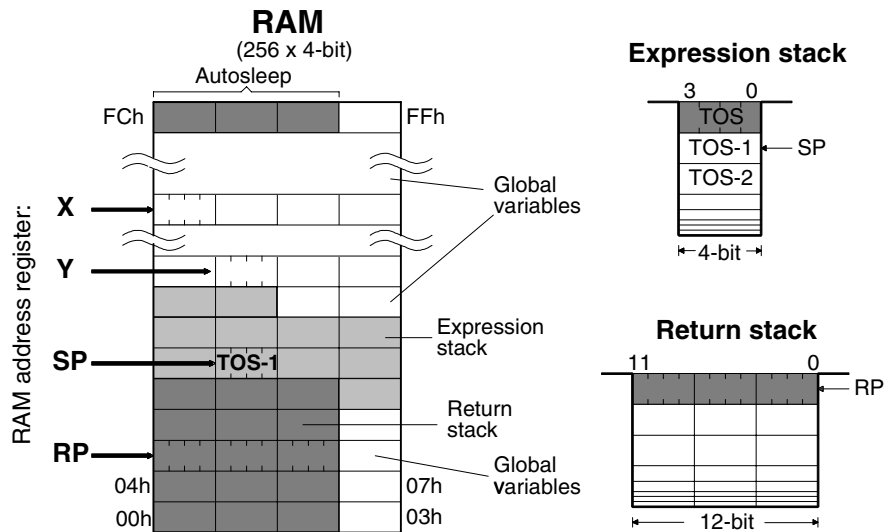 RAM
(256 x 4-bit)
Autosleep
FCh
FFh
Global
variables
X
Y
SP
TOS-1
RP
RAM address register:
Expression
stack
Return
stack
Global
variables
04h
00h
07h
03h
Expression stack
3 0
TOS
TOS-1
TOS-2
SP
4-bit
Return stack
11 0
RP
12-bit